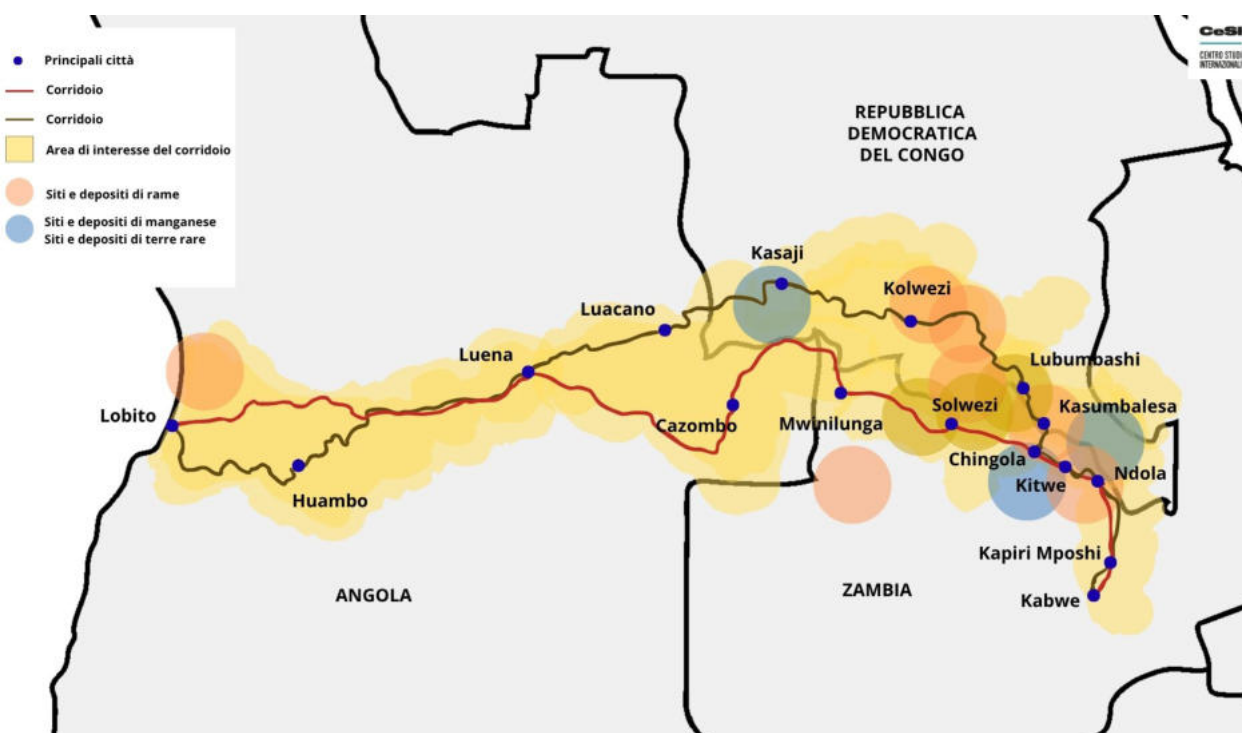 Principali città
Corridoio
Corridoio
Area di interesse del corridoio
Siti e depositi di rame
Siti e depositi di manganese
Siti e depositi di terre rare
CENTRO STUDI
REPUBBLICA
DEMOCRATICA
DEL CONGO
Kasaji
Kolwezi
Luacano
Luena
Lubumbashi
Lobito
Cazombo
Mwinilunga
Solwezi
Kasumbalesa
Chingola
Kitwe
Ndola
Huambo
Kapiri Mposhi
Kabwe
ANGOLA
ZAMBIA